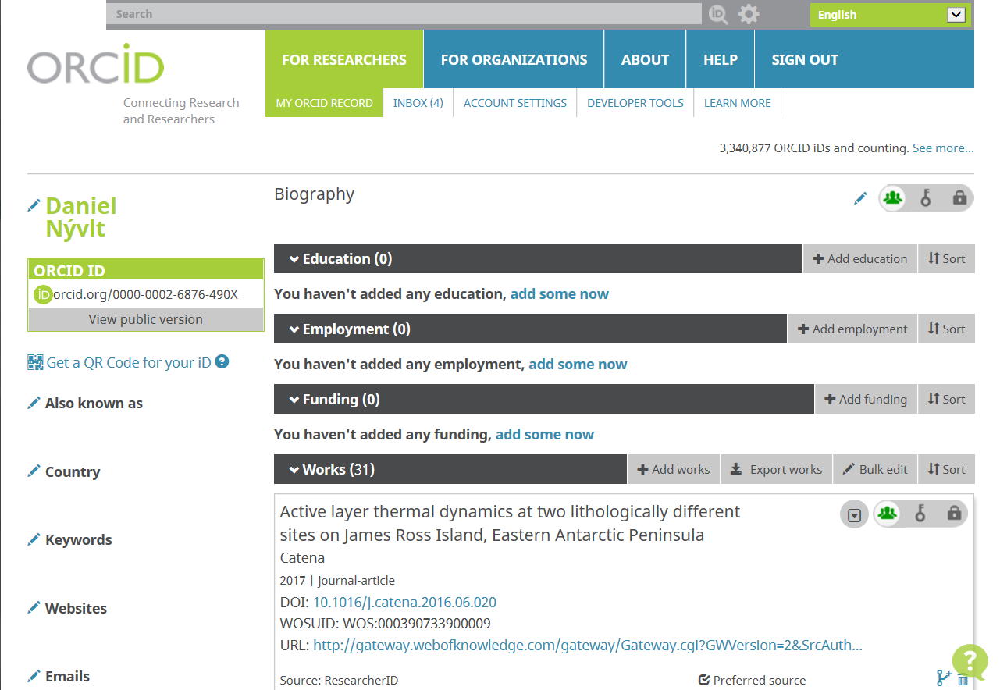 Search
English
ORCID
Connecting Research
and Researchers
FOR RESEARCHERS
FOR ORGANIZATIONS
ABOUT
HELP
SIGN OUT
MY ORCID RECORD
INBOX (4)
ACCOUNT SETTINGS
DEVELOPER TOOLS
LEARN MORE
3,340,877 ORCID iDs and counting. See more...
Daniel
Nývlt
ORCID ID
iD orcid.org/0000-0002-6876-490X
View public version
Get a QR Code for your iD ?
Also known as
Country
Keywords
Websites
Emails
Biography
Education (0)
Add education
Sort
You haven't added any education, add some now
Employment (0)
Add employment
Sort
You haven't added any employment, add some now
Funding (0)
Add funding
Sort
You haven't added any funding, add some now
Works (31)
Add works
Export works
Bulk edit
Sort
Active layer thermal dynamics at two lithologically different
sites on James Ross Island, Eastern Antarctic Peninsula
Catena
2017 | journal-article
DOI: 10.1016/j.catena.2016.06.020
WOSUID: WOS:000390733900009
URL: http://gateway.webofknowledge.com/gateway/Gateway.cgi?GWVersion=2&SrcAuth...
Source: ResearcherID
Preferred source
?